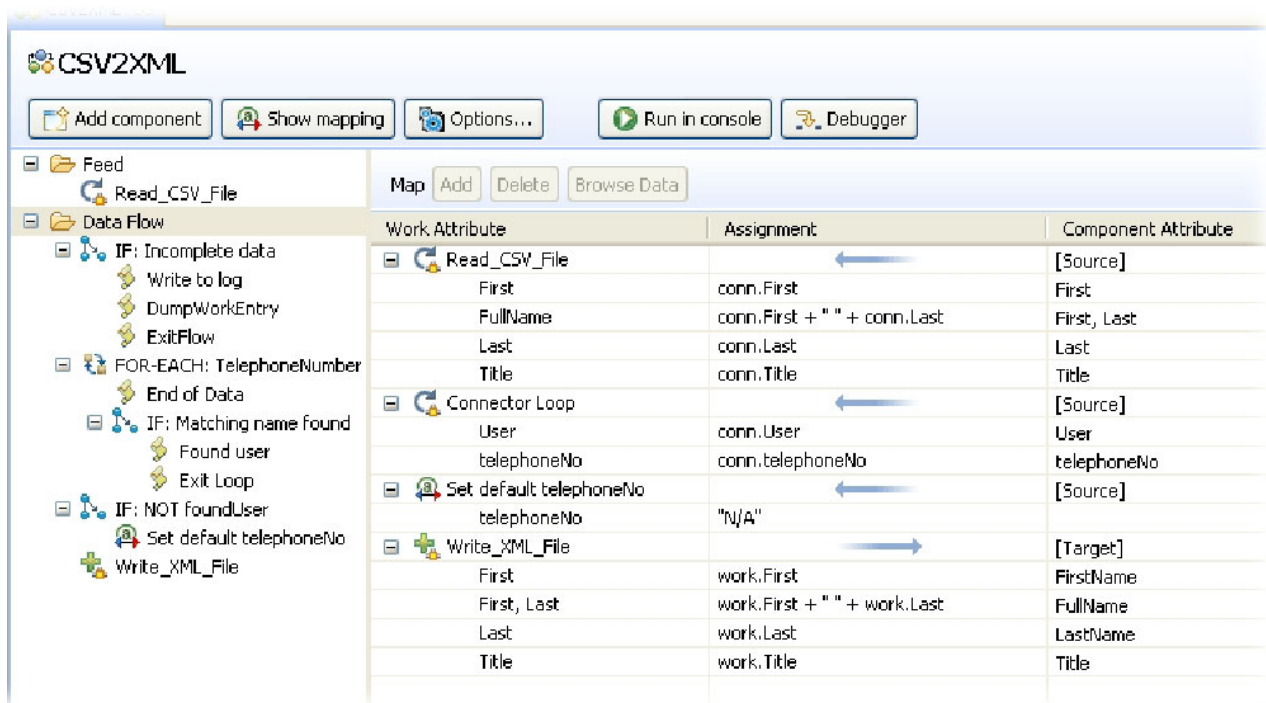 CSV2XML
Add component Show mapping Options... Run in console Debugger
Feed
Read_CSV_File
Data Flow
IF: Incomplete data
Write to log
DumpWorkEntry
ExitFlow
FOR-EACH: TelephoneNumber
End of Data
IF: Matching name found
Found user
Exit Loop
IF: NOT foundUser
Set default telephoneNo
Write_XML_File
Map Add Delete Browse Data
Work Attribute Assignment Component Attribute
Read_CSV_File [Source]
First conn.First First
FullName conn.First + " " + conn.Last First, Last
Last conn.Last Last
Title conn.Title Title
Connector Loop [Source]
User conn.User User
telephoneNo conn.telephoneNo telephoneNo
Set default telephoneNo [Source]
telephoneNo "N/A"
Write_XML_File [Target]
First work.First FirstName
First, Last work.First + " " + work.Last FullName
Last work.Last LastName
Title work.Title Title